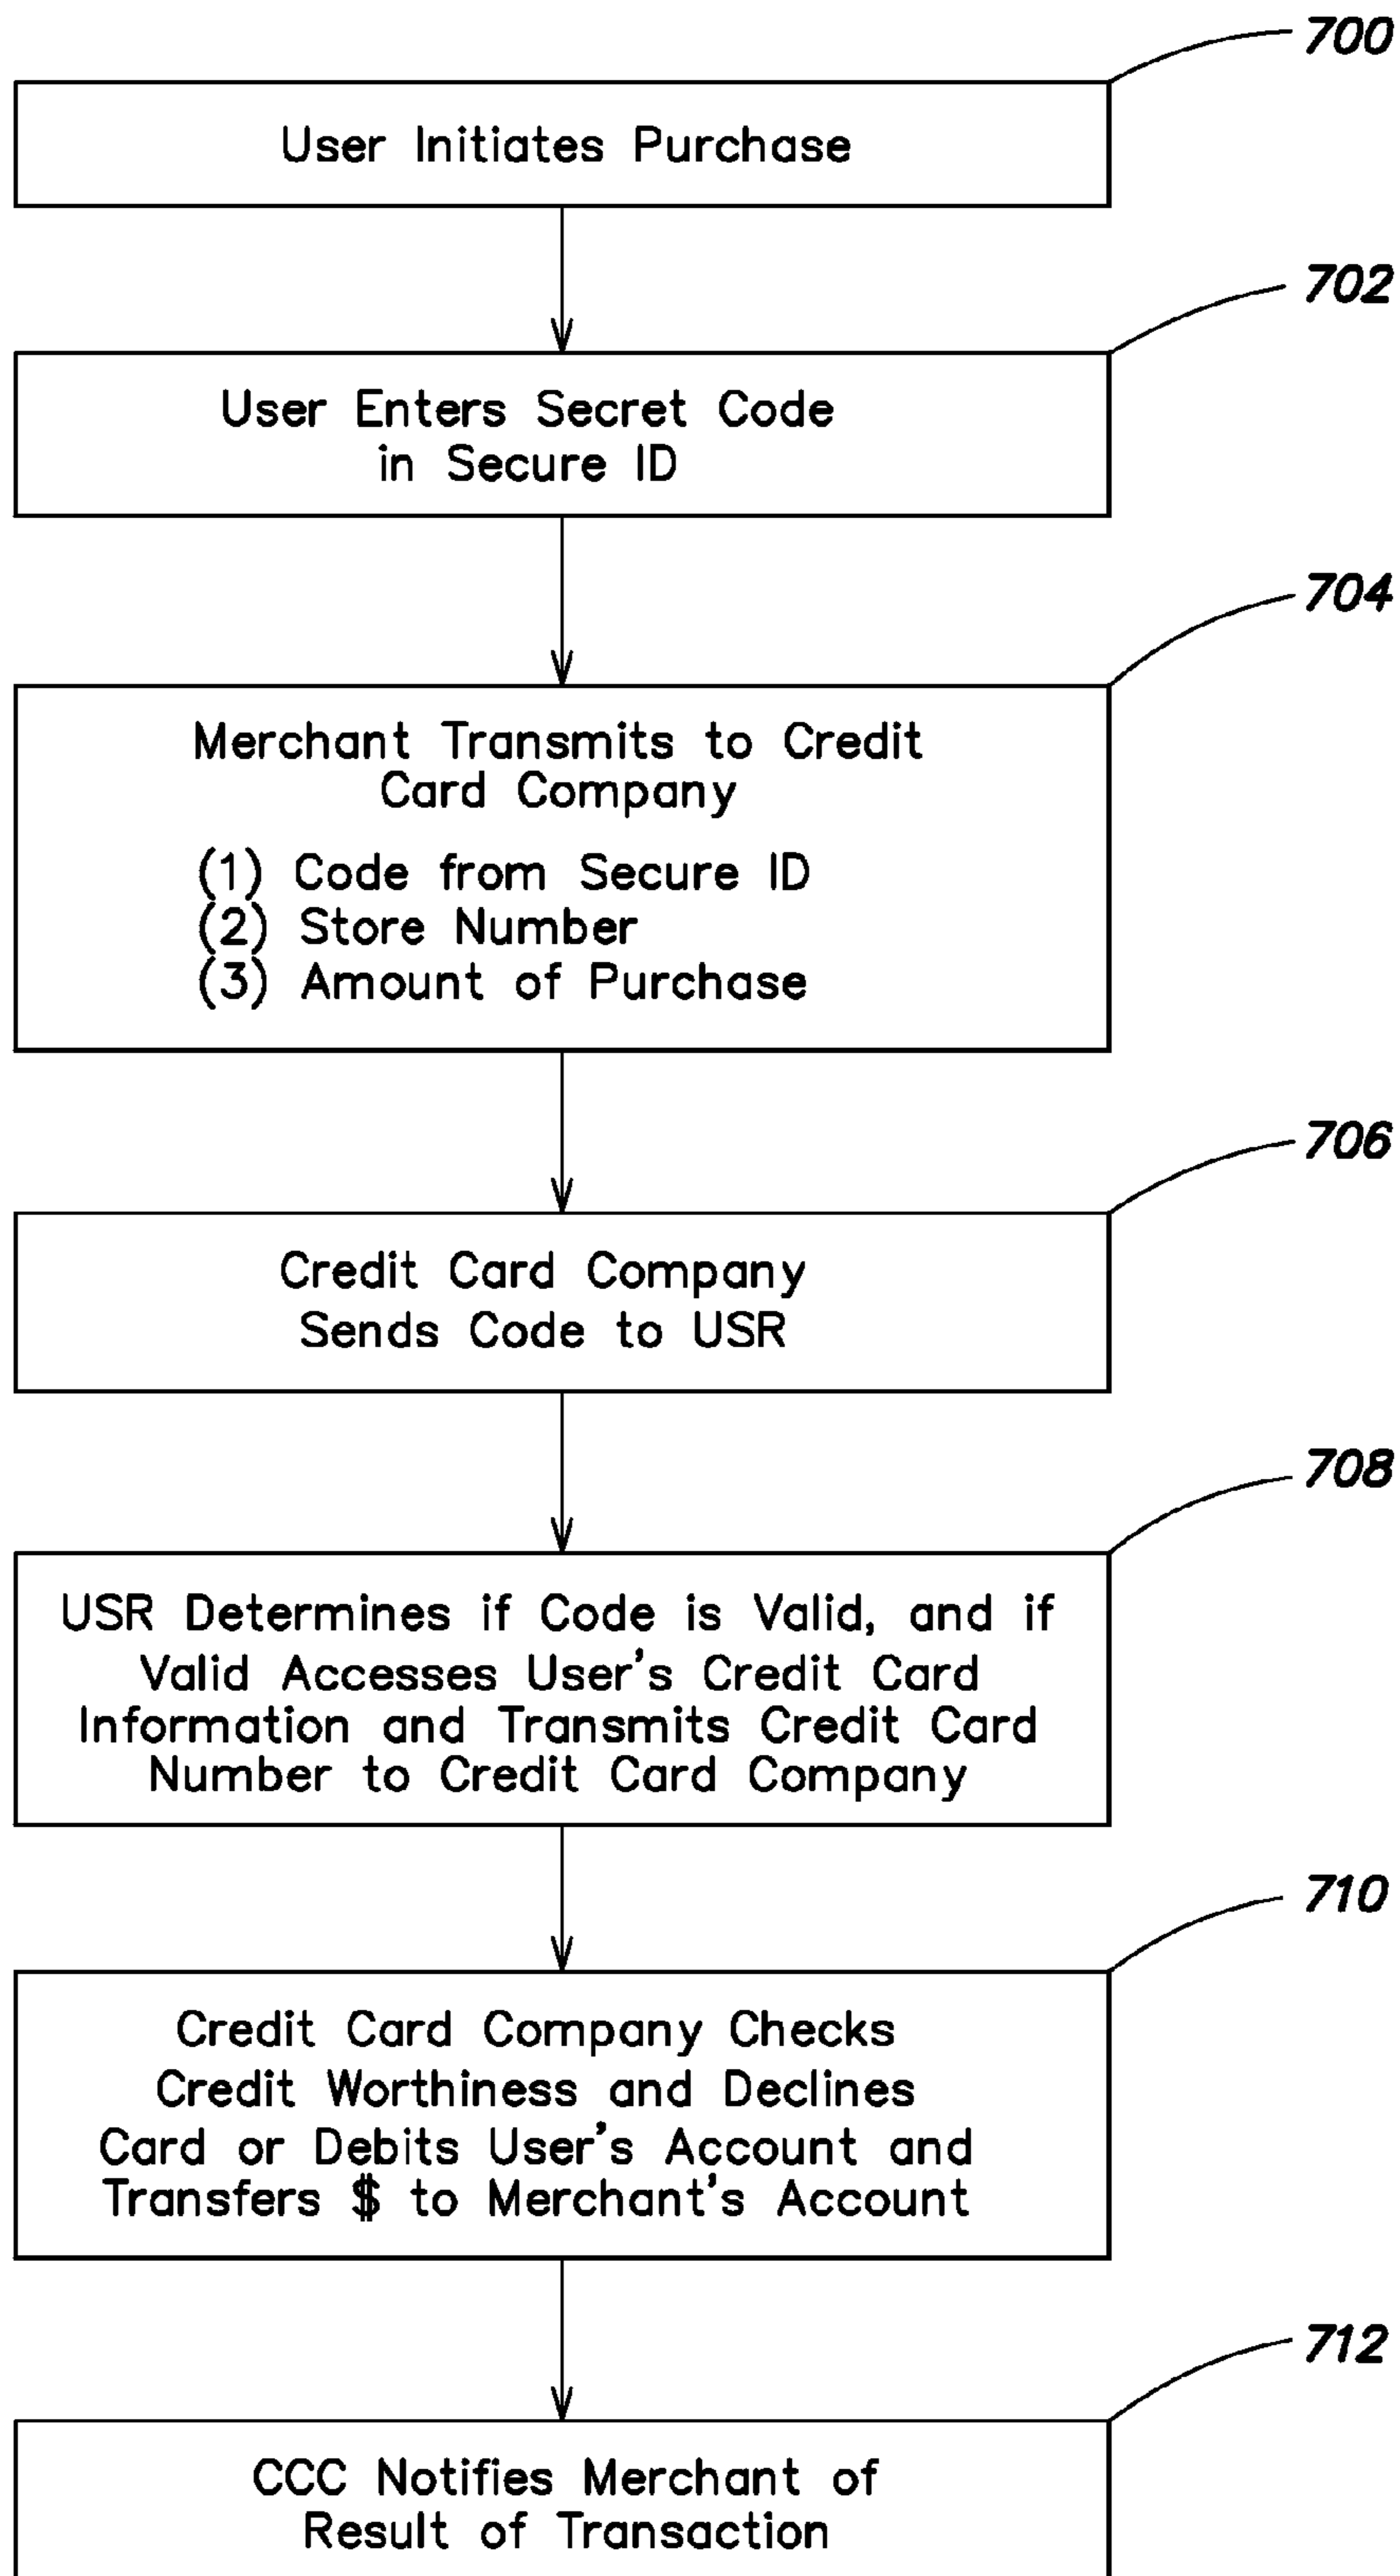 700
User Initiates Purchase
702
User Enters Secret Code
in Secure ID
704
Merchant Transmits to Credit
Card Company
(1) Code from Secure ID
(2) Store Number
(3) Amount of Purchase
706
Credit Card Company
Sends Code to USR
708
USR Determines if Code is Valid, and if
Valid Accesses User's Credit Card
Information and Transmits Credit Card
Number to Credit Card Company
710
Credit Card Company Checks
Credit Worthiness and Declines
Card or Debits User's Account and
Transfers $ to Merchant's Account
712
CCC Notifies Merchant of
Result of Transaction